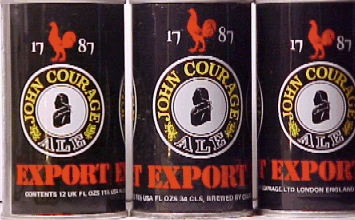 17 87
JOHN COURAGE
ALE
EXPORT
CONTENTS 12 UK FL OZS
17 87
JOHN COURAGE
ALE
T EXPORT
USA FL OZS 34 CLS, BREWED BY
17 87
JOHN COURAGE
ALE
T EXPORT
LTD LONDON ENGLAND